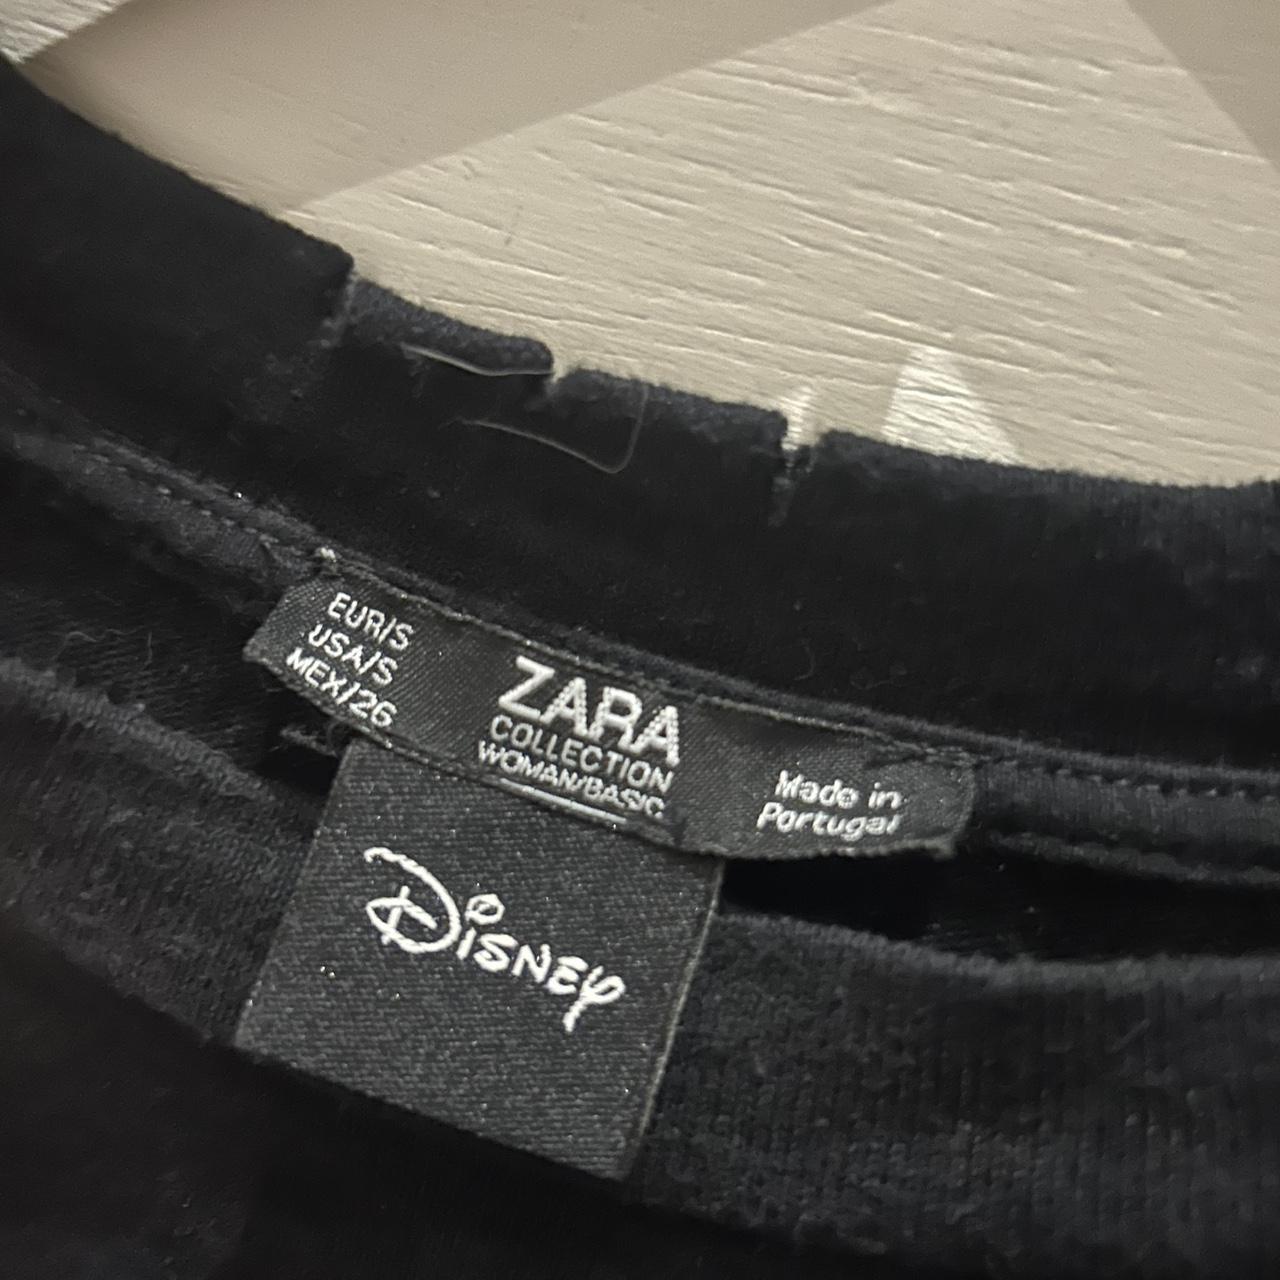 EUR/S
USA/S
MEX/26
ZARA
COLLECTION
WOMAN/BASIC
Made in
Portugal
Disney